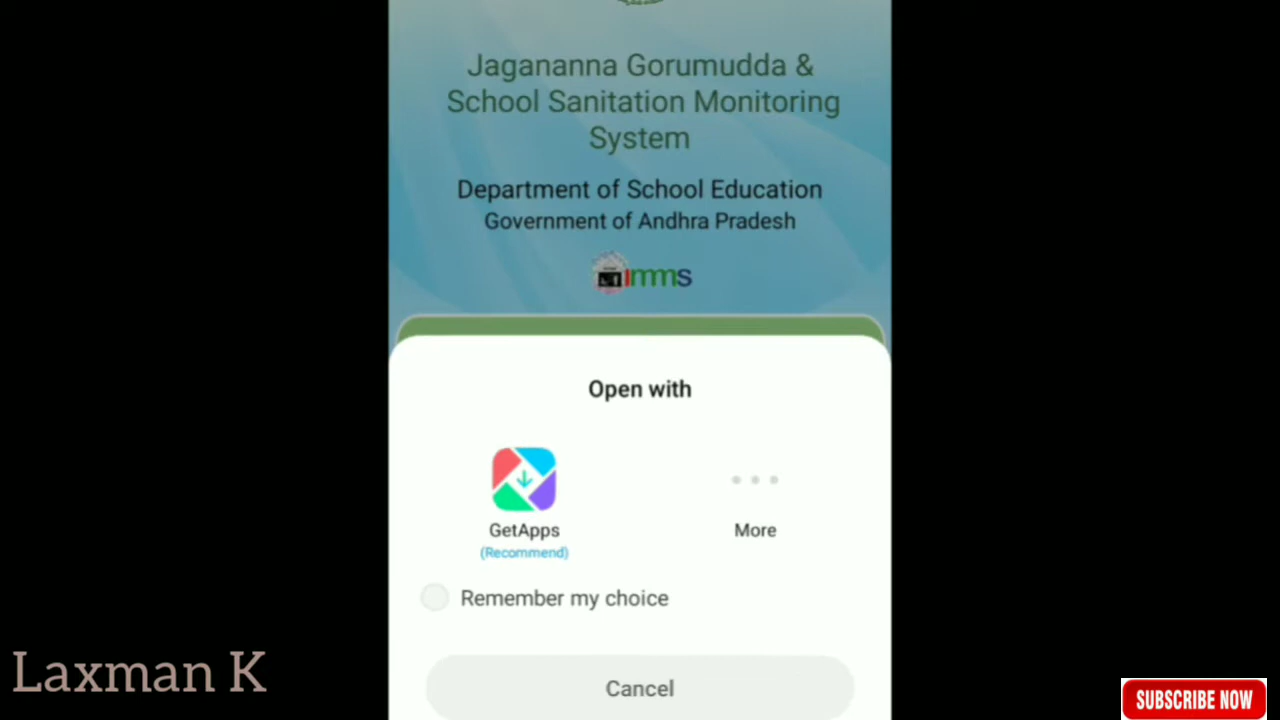 Jagananna Gorumudda &
School Sanitation Monitoring
System
Department of School Education
Government of Andhra Pradesh
imms
Open with
GetApps
(Recommend)
More
Remember my choice
Cancel
Laxman K
SUBSCRIBE NOW